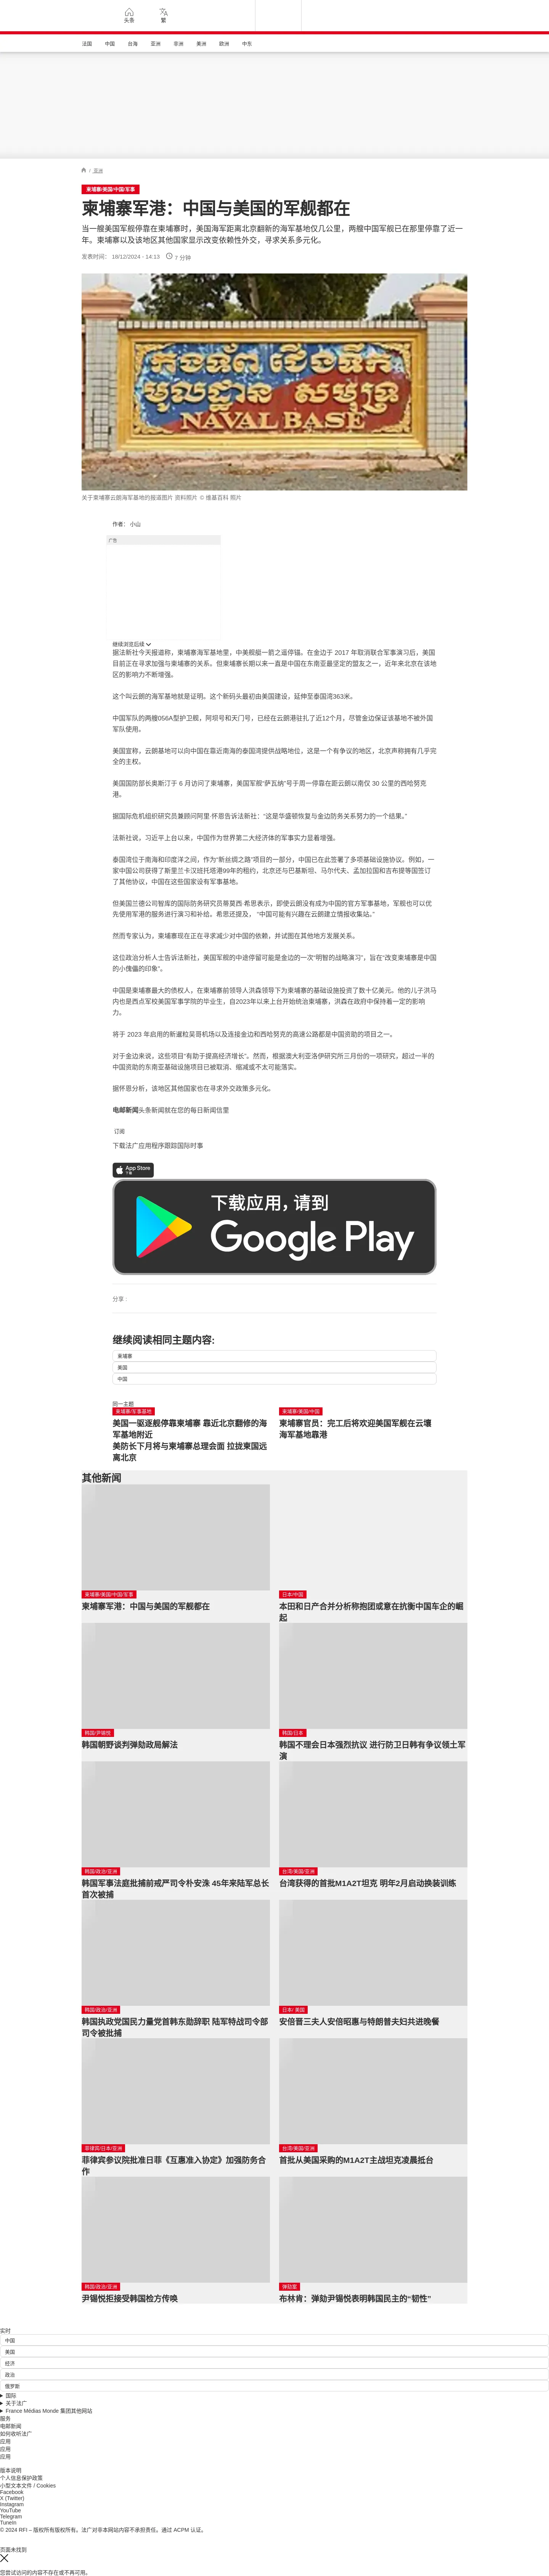 头条
繁
法国
中国
台海
亚洲
非洲
美洲
欧洲
中东
/ 亚洲
柬埔寨/美国/中国/军事
柬埔寨军港：中国与美国的军舰都在
当一艘美国军舰停靠在柬埔寨时，美国海军距离北京翻新的海军基地仅几公里，两艘中国军舰已在那里停靠了近一
年。柬埔寨以及该地区其他国家显示改变依赖性外交，寻求关系多元化。
发表时间： 18/12/2024 - 14:13 7 分钟
NAVAL BASE
关于柬埔寨云朗海军基地的报道图片 资料照片 © 维基百科 照片
作者： 小山
广告
继续浏览后续
据法新社今天报道称，柬埔寨海军基地里，中美舰艇一箭之遥停锚。在金边于 2017 年取消联合军事演习后，美国
目前正在寻求加强与柬埔寨的关系。但柬埔寨长期以来一直是中国在东南亚最坚定的盟友之一，近年来北京在该地
区的影响力不断增强。
这个叫云朗的海军基地就是证明。这个新码头最初由美国建设，延伸至泰国湾363米。
中国军队的两艘056A型护卫舰，阿坝号和天门号，已经在云朗港驻扎了近12个月，尽管金边保证该基地不被外国
军队使用。
美国宣称，云朗基地可以向中国在靠近南海的泰国湾提供战略地位，这是一个有争议的地区，北京声称拥有几乎完
全的主权。
美国国防部长奥斯汀于 6 月访问了柬埔寨，美国军舰“萨瓦纳”号于周一停靠在距云朗以南仅 30 公里的西哈努克
港。
据国际危机组织研究员兼顾问阿里·怀恩告诉法新社：“这是华盛顿恢复与金边防务关系努力的一个结果。”
法新社说，习近平上台以来，中国作为世界第二大经济体的军事实力显着增强。
泰国湾位于南海和印度洋之间，作为“新丝绸之路”项目的一部分，中国已在此签署了多项基础设施协议。例如，一
家中国公司获得了斯里兰卡汉班托塔港99年的租约，北京还与巴基斯坦、马尔代夫、孟加拉国和吉布提等国签订
了其他协议，中国在这些国家设有军事基地。
但美国兰德公司智库的国际防务研究员蒂莫西·希思表示，即使云朗没有成为中国的官方军事基地，军舰也可以优
先使用军港的服务进行演习和补给。希思还提及， “中国可能有兴趣在云朗建立情报收集站。”
然而专家认为，柬埔寨现在正在寻求减少对中国的依赖，并试图在其他地方发展关系。
这位政治分析人士告诉法新社，美国军舰的中途停留可能是金边的一次“明智的战略演习”，旨在“改变柬埔寨是中国
的小傀儡的印象”。
中国是柬埔寨最大的债权人，在柬埔寨前领导人洪森领导下为柬埔寨的基础设施投资了数十亿美元。他的儿子洪马
内也是西点军校美国军事学院的毕业生，自2023年以来上台开始统治柬埔寨，洪森在政府中保持着一定的影响
力。
将于 2023 年启用的新暹粒吴哥机场以及连接金边和西哈努克的高速公路都是中国资助的项目之一。
对于金边来说，这些项目“有助于提高经济增长”。然而，根据澳大利亚洛伊研究所三月份的一项研究，超过一半的
中国资助的东南亚基础设施项目已被取消、缩减或不太可能落实。
据怀恩分析，该地区其他国家也在寻求外交政策多元化。
电邮新闻头条新闻就在您的每日新闻信里
订阅
下载法广应用程序跟踪国际时事
App Store
下载
下载应用，请到
Google Play
分享 :
继续阅读相同主题内容:
柬埔寨
美国
中国
同一主题
柬埔寨/军事基地
美国一驱逐舰停靠柬埔寨 靠近北京翻修的海
军基地附近
美防长下月将与柬埔寨总理会面 拉拢柬国远
离北京
柬埔寨/美国/中国
柬埔寨官员：完工后将欢迎美国军舰在云壤
海军基地靠港
其他新闻
柬埔寨/美国/中国/军事
柬埔寨军港：中国与美国的军舰都在
日本/中国
本田和日产合并分析称抱团或意在抗衡中国车企的崛
起
韩国/尹锡悦
韩国朝野谈判弹劾政局解法
韩国/日本
韩国不理会日本强烈抗议 进行防卫日韩有争议领土军
演
韩国/政治/亚洲
韩国军事法庭批捕前戒严司令朴安洙 45年来陆军总长
首次被捕
台湾/美国/亚洲
台湾获得的首批M1A2T坦克 明年2月启动换装训练
韩国/政治/亚洲
韩国执政党国民力量党首韩东勋辞职 陆军特战司令部
司令被批捕
日本/ 美国
安倍晋三夫人安倍昭惠与特朗普夫妇共进晚餐
菲律宾/日本/亚洲
菲律宾参议院批准日菲《互惠准入协定》加强防务合
作
台湾/美国/亚洲
首批从美国采购的M1A2T主战坦克凌晨抵台
韩国/政治/亚洲
尹锡悦拒接受韩国检方传唤
弹劾案
布林肯：弹劾尹锡悦表明韩国民主的“韧性”
实时
中国
美国
经济
政治
俄罗斯
国际
关于法广
France Médias Monde 集团其他网站
服务
电邮新闻
如何收听法广
应用
应用
应用
版本说明
个人信息保护政策
小型文本文件 / Cookies
Facebook
X (Twitter)
Instagram
YouTube
Telegram
TuneIn
© 2024 RFI – 版权所有版权所有。法广对非本网站内容不承担责任。通过 ACPM 认证。
页面未找到
您尝试访问的内容不存在或不再可用。